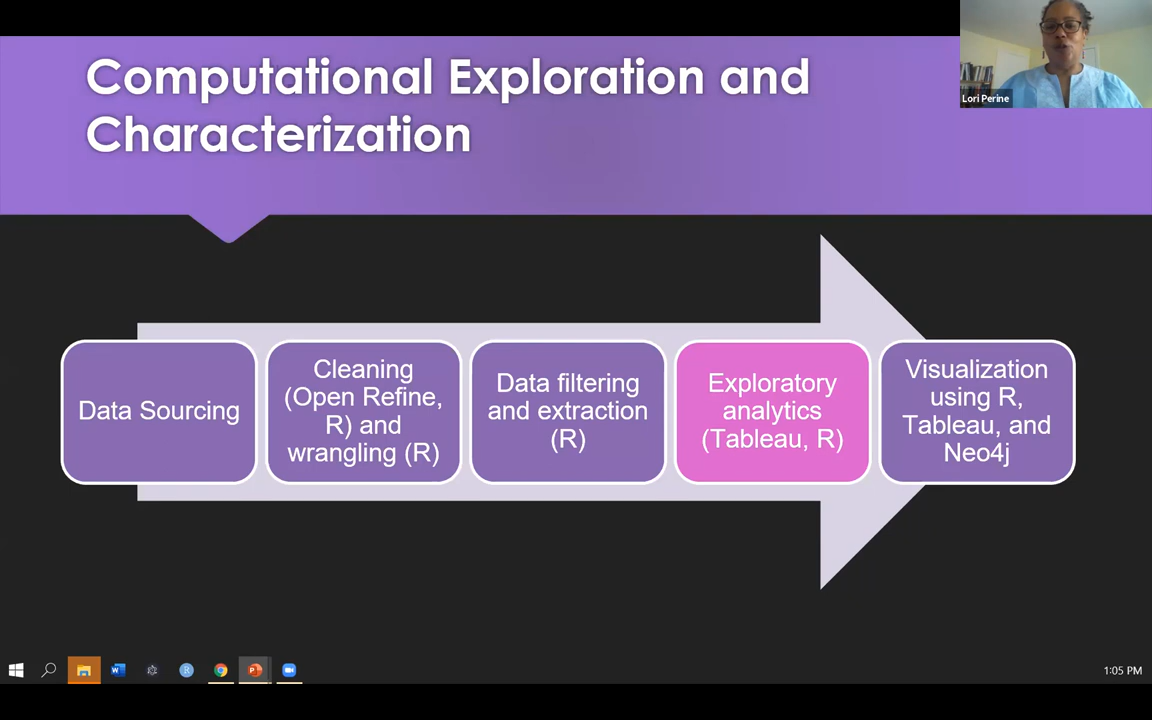 Computational Exploration and
Characterization
Lori Perine
Data Sourcing
Cleaning
(Open Refine,
R) and
wrangling (R)
Data filtering
and extraction
(R)
Exploratory
analytics
(Tableau, R)
Visualization
using R,
Tableau, and
Neo4j
1:05 PM